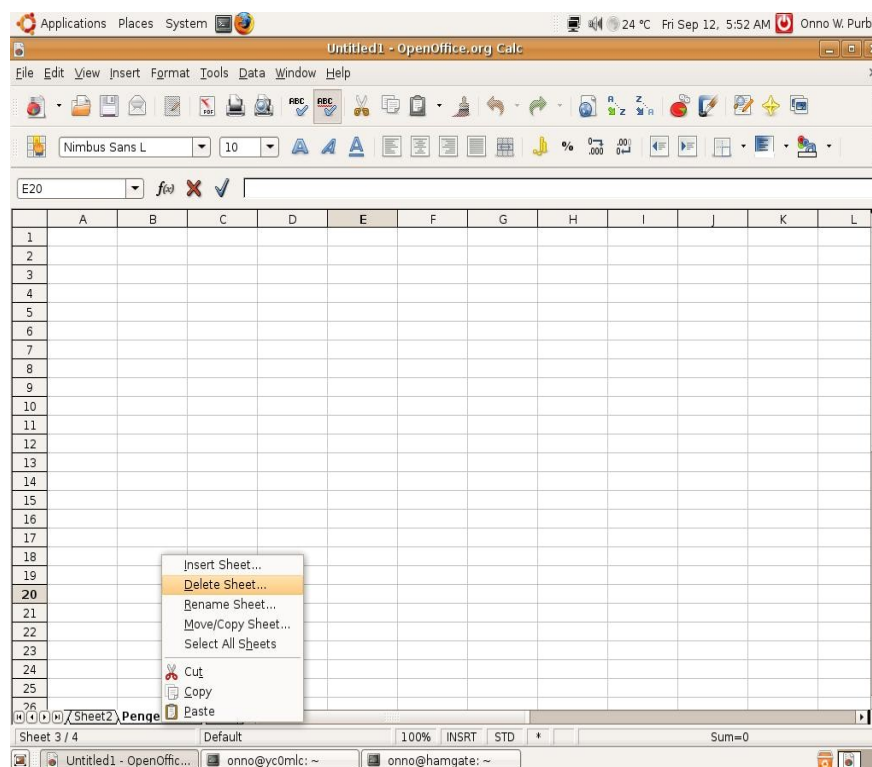 Applications Places System 24 °C Fri Sep 12, 5:52 AM Onno W. Purb
Untitled1 - OpenOffice.org Calc
File Edit View Insert Format Tools Data Window Help
Nimbus Sans L 10
E20 f(x)
A B C D E F G H I J K L
1
2
3
4
5
6
7
8
9
10
11
12
13
14
15
16
17
18
19
20
21
22
23
24
25
26
Insert Sheet...
Delete Sheet...
Rename Sheet...
Move/Copy Sheet...
Select All Sheets
Cut
Copy
Paste
Sheet2 Penge
Sheet 3 / 4 Default 100% INSRT STD * Sum=0
Untitled1 - OpenOffic... onno@yc0mlc: ~ onno@hamgate: ~